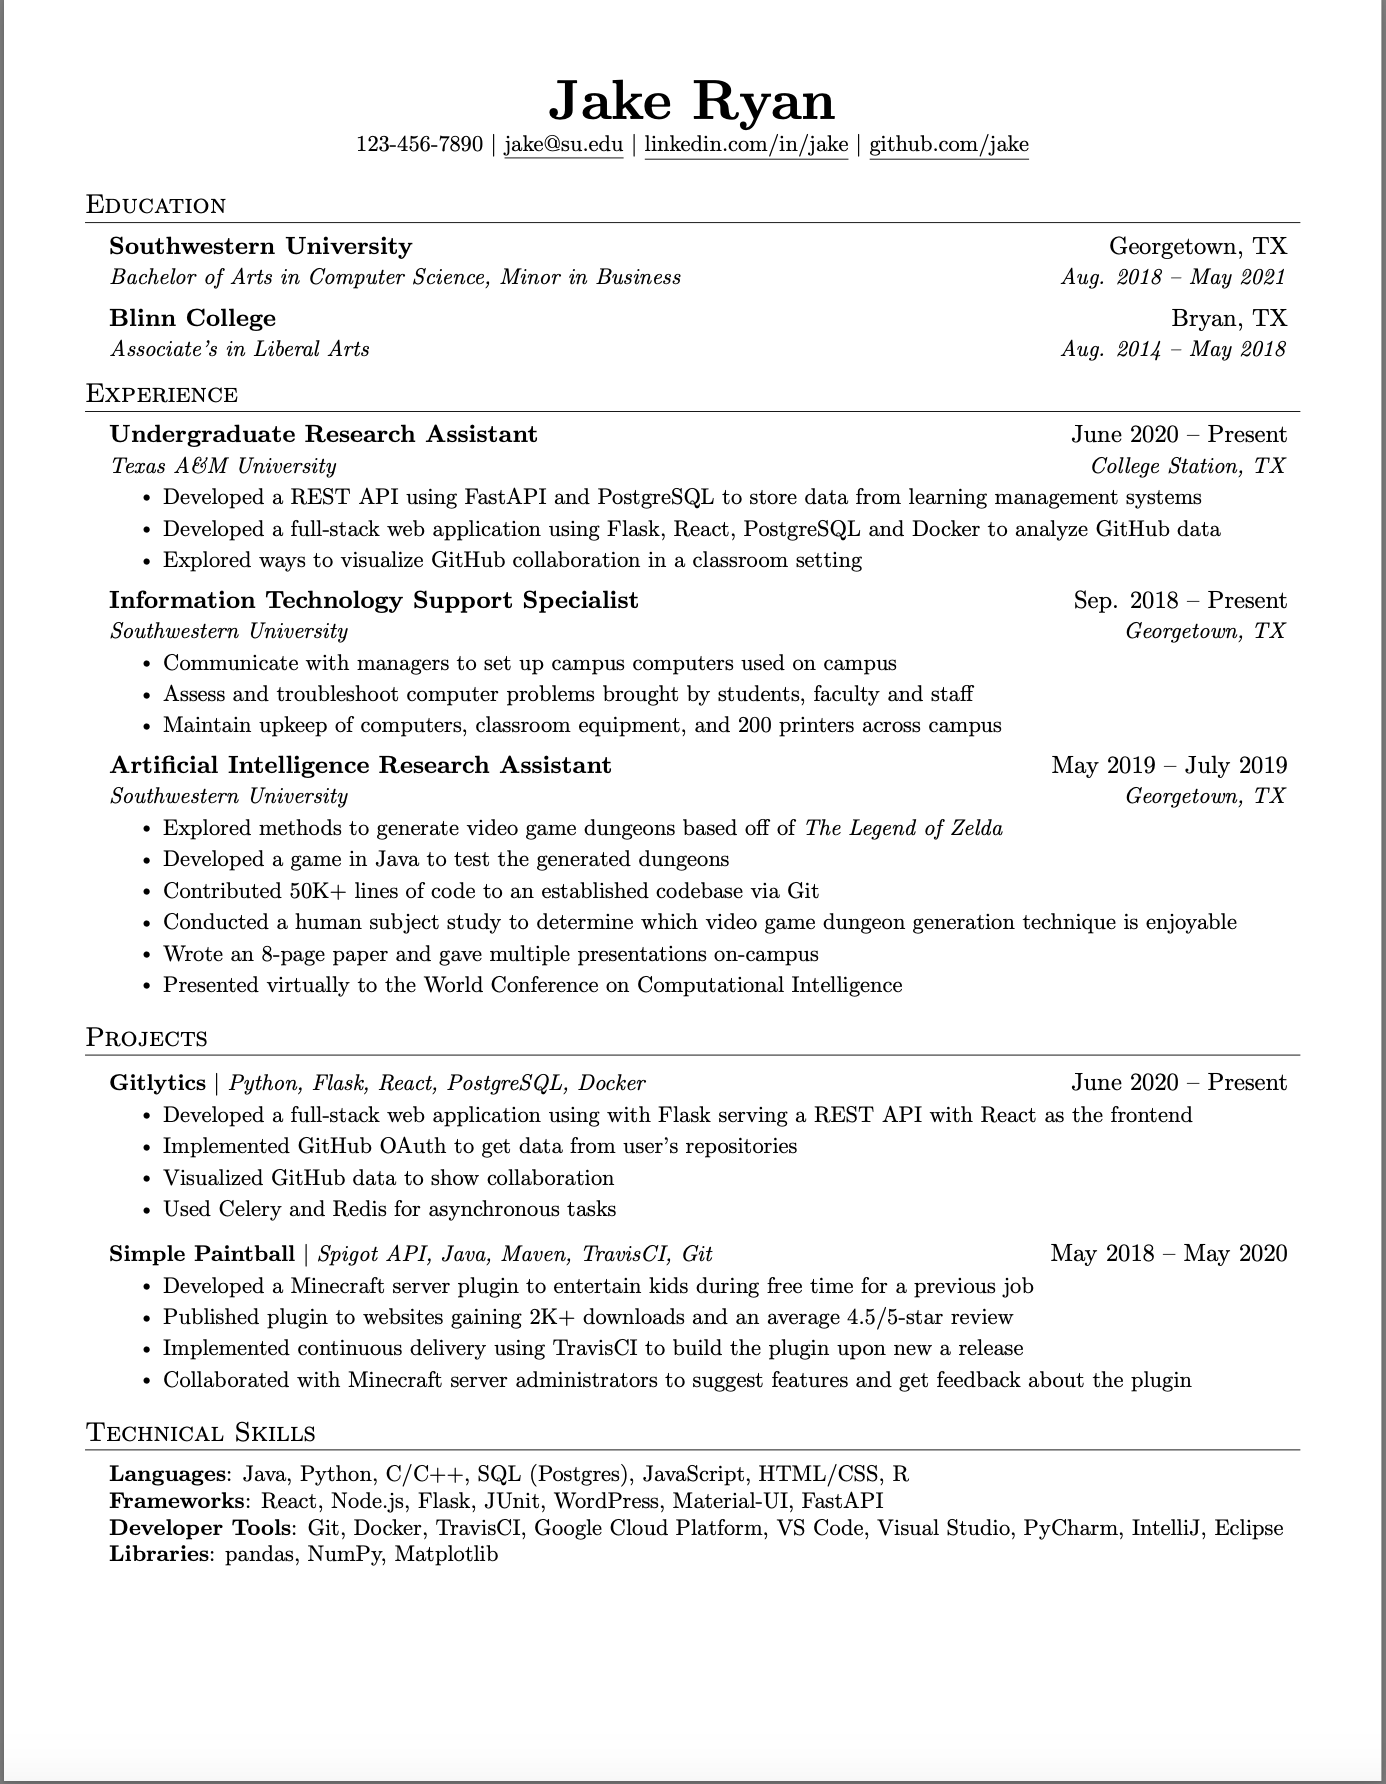 Jake Ryan
123-456-7890 | jake@su.edu | linkedin.com/in/jake | github.com/jake
Education
Southwestern University Georgetown, TX
Bachelor of Arts in Computer Science, Minor in Business Aug. 2018 – May 2021
Blinn College Bryan, TX
Associate's in Liberal Arts Aug. 2014 – May 2018
Experience
Undergraduate Research Assistant June 2020 – Present
Texas A&M University College Station, TX
• Developed a REST API using FastAPI and PostgreSQL to store data from learning management systems
• Developed a full-stack web application using Flask, React, PostgreSQL and Docker to analyze GitHub data
• Explored ways to visualize GitHub collaboration in a classroom setting
Information Technology Support Specialist Sep. 2018 – Present
Southwestern University Georgetown, TX
• Communicate with managers to set up campus computers used on campus
• Assess and troubleshoot computer problems brought by students, faculty and staff
• Maintain upkeep of computers, classroom equipment, and 200 printers across campus
Artificial Intelligence Research Assistant May 2019 – July 2019
Southwestern University Georgetown, TX
• Explored methods to generate video game dungeons based off of The Legend of Zelda
• Developed a game in Java to test the generated dungeons
• Contributed 50K+ lines of code to an established codebase via Git
• Conducted a human subject study to determine which video game dungeon generation technique is enjoyable
• Wrote an 8-page paper and gave multiple presentations on-campus
• Presented virtually to the World Conference on Computational Intelligence
Projects
Gitlytics | Python, Flask, React, PostgreSQL, Docker June 2020 – Present
• Developed a full-stack web application using with Flask serving a REST API with React as the frontend
• Implemented GitHub OAuth to get data from user's repositories
• Visualized GitHub data to show collaboration
• Used Celery and Redis for asynchronous tasks
Simple Paintball | Spigot API, Java, Maven, TravisCI, Git May 2018 – May 2020
• Developed a Minecraft server plugin to entertain kids during free time for a previous job
• Published plugin to websites gaining 2K+ downloads and an average 4.5/5-star review
• Implemented continuous delivery using TravisCI to build the plugin upon new a release
• Collaborated with Minecraft server administrators to suggest features and get feedback about the plugin
Technical Skills
Languages: Java, Python, C/C++, SQL (Postgres), JavaScript, HTML/CSS, R
Frameworks: React, Node.js, Flask, JUnit, WordPress, Material-UI, FastAPI
Developer Tools: Git, Docker, TravisCI, Google Cloud Platform, VS Code, Visual Studio, PyCharm, IntelliJ, Eclipse
Libraries: pandas, NumPy, Matplotlib